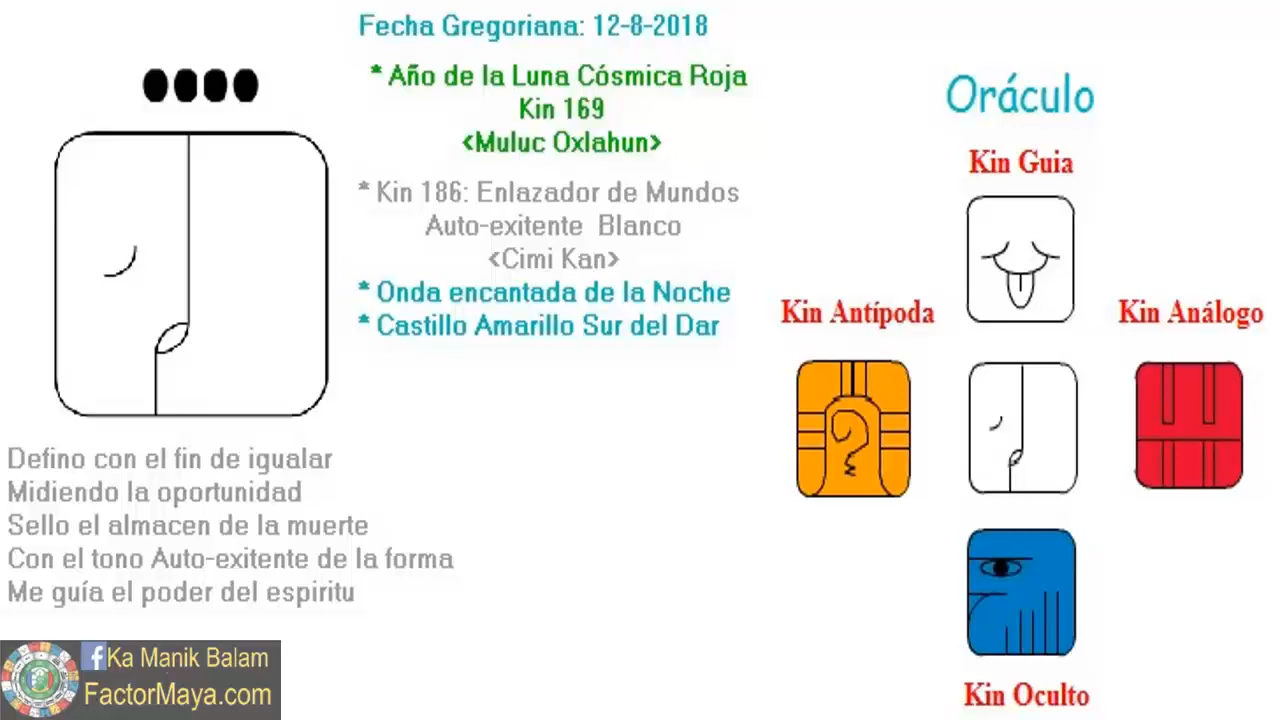 Fecha Gregoriana: 12-8-2018
* Año de la Luna Cósmica Roja
Kin 169
<Muluc Oxlahun>
* Kin 186: Enlazador de Mundos
Auto-exitente Blanco
<Cimi Kan>
* Onda encantada de la Noche
* Castillo Amarillo Sur del Dar
Defino con el fin de igualar
Midiendo la oportunidad
Sello el almacen de la muerte
Con el tono Auto-exitente de la forma
Me guía el poder del espiritu
Oráculo
Kin Guia
Kin Antípoda
Kin Análogo
Kin Oculto
f Ka Manik Balam
FactorMaya.com